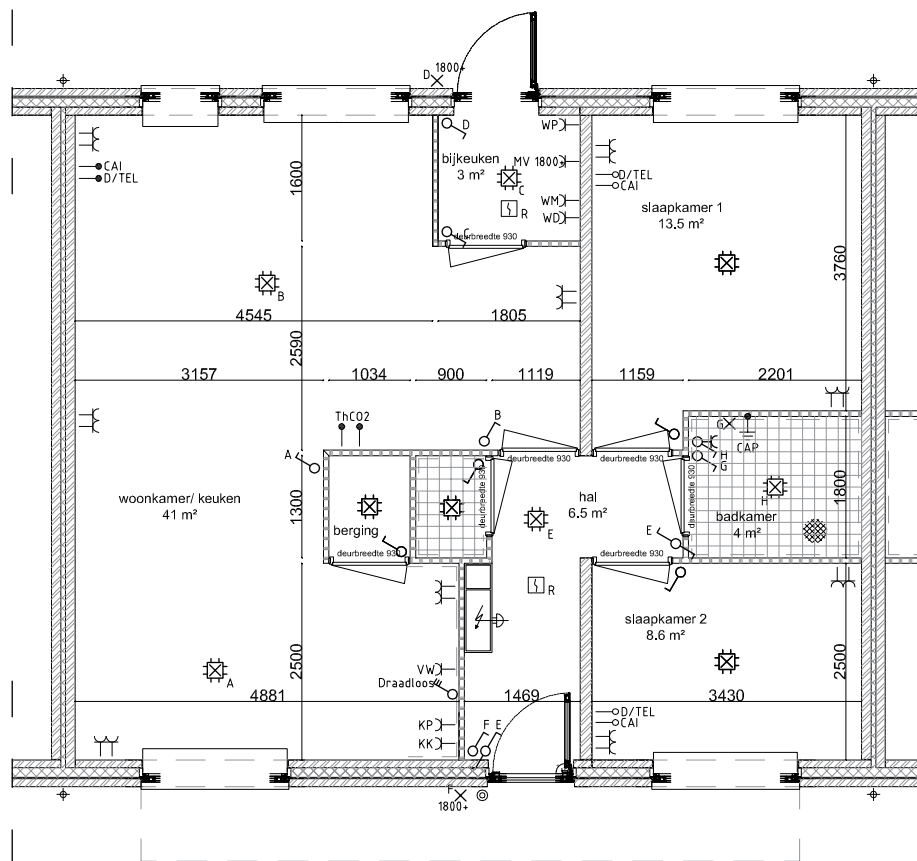 D
1800+
D
WP
bijkeuken
3 m²
MV 1800+
C
WM
R
WD
C
deurbreedte 930
CAI
D/TEL
1600
D/TEL
CAI
slaapkamer 1
13.5 m²
3760
B
4545
1805
2590
3157
1034
900
1119
1159
2201
ThCO2
B
G
CAP
A
deurbreedte 930
deurbreedte 930
H
G
woonkamer/ keuken
41 m²
1300
deurbreedte 930
hal
6.5 m²
deurbreedte 930
H
1800
berging
E
badkamer
4 m²
E
deurbreedte 930
deurbreedte 930
R
slaapkamer 2
8.6 m²
A
2500
VW
Draadloos
2500
4881
1469
3430
D/TEL
CAI
KP
KK
F
E
F
1800+